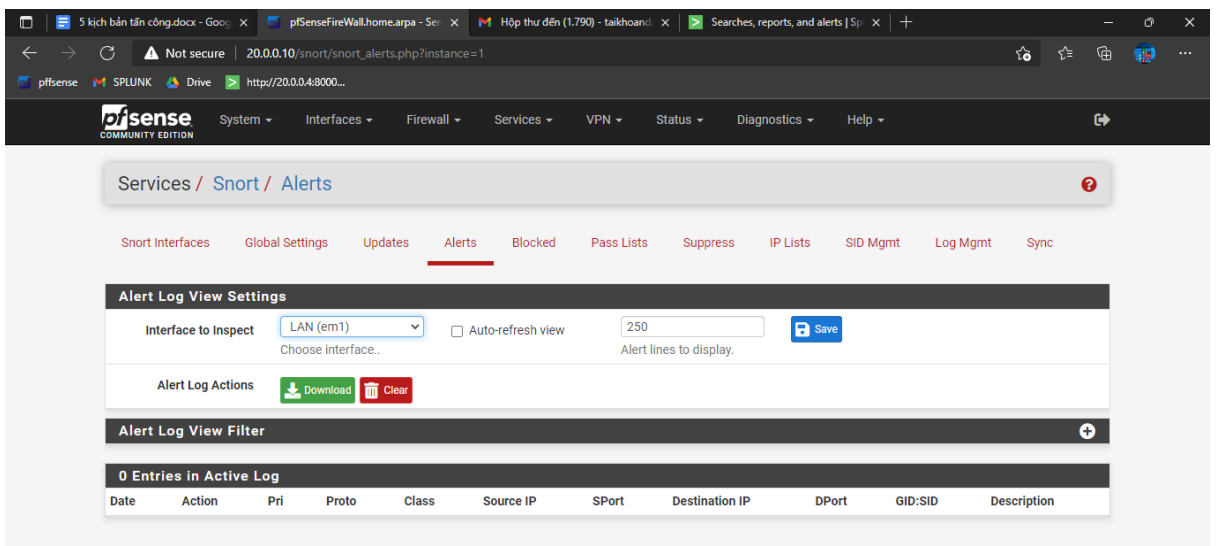 5 kịch bản tấn công.docx - Goog
pfSenseFireWall.home.arpa - Ser
Hộp thư đến (1.790) - taikhoand
Searches, reports, and alerts | Sp
Not secure | 20.0.0.10/snort/snort_alerts.php?instance=1
pffsense SPLUNK Drive http://20.0.0.4:8000...
pfsense System Interfaces Firewall Services VPN Status Diagnostics Help
COMMUNITY EDITION
Services / Snort / Alerts
Snort Interfaces Global Settings Updates Alerts Blocked Pass Lists Suppress IP Lists SID Mgmt Log Mgmt Sync
Alert Log View Settings
Interface to Inspect LAN (em1) Auto-refresh view 250 Save
Choose interface.. Alert lines to display.
Alert Log Actions Download Clear
Alert Log View Filter
0 Entries in Active Log
Date Action Pri Proto Class Source IP SPort Destination IP DPort GID:SID Description